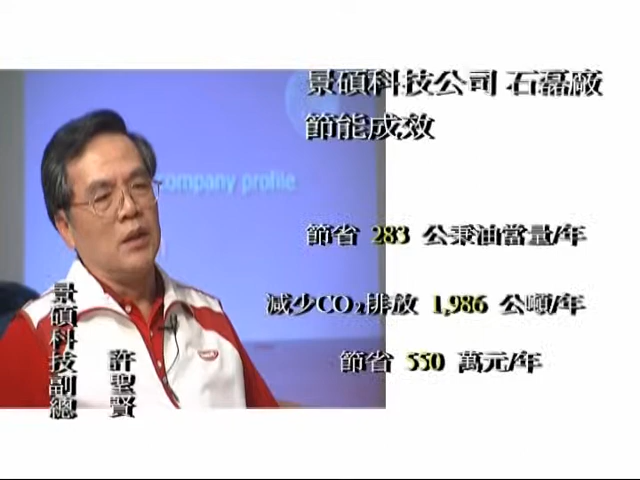 景碩科技公司 石磊廠
節能成效
company profile
節省 283 公秉油當量/年
減少CO₂排放 1,986 公噸/年
節省 550 萬元/年
景碩科技副總
許聖賢